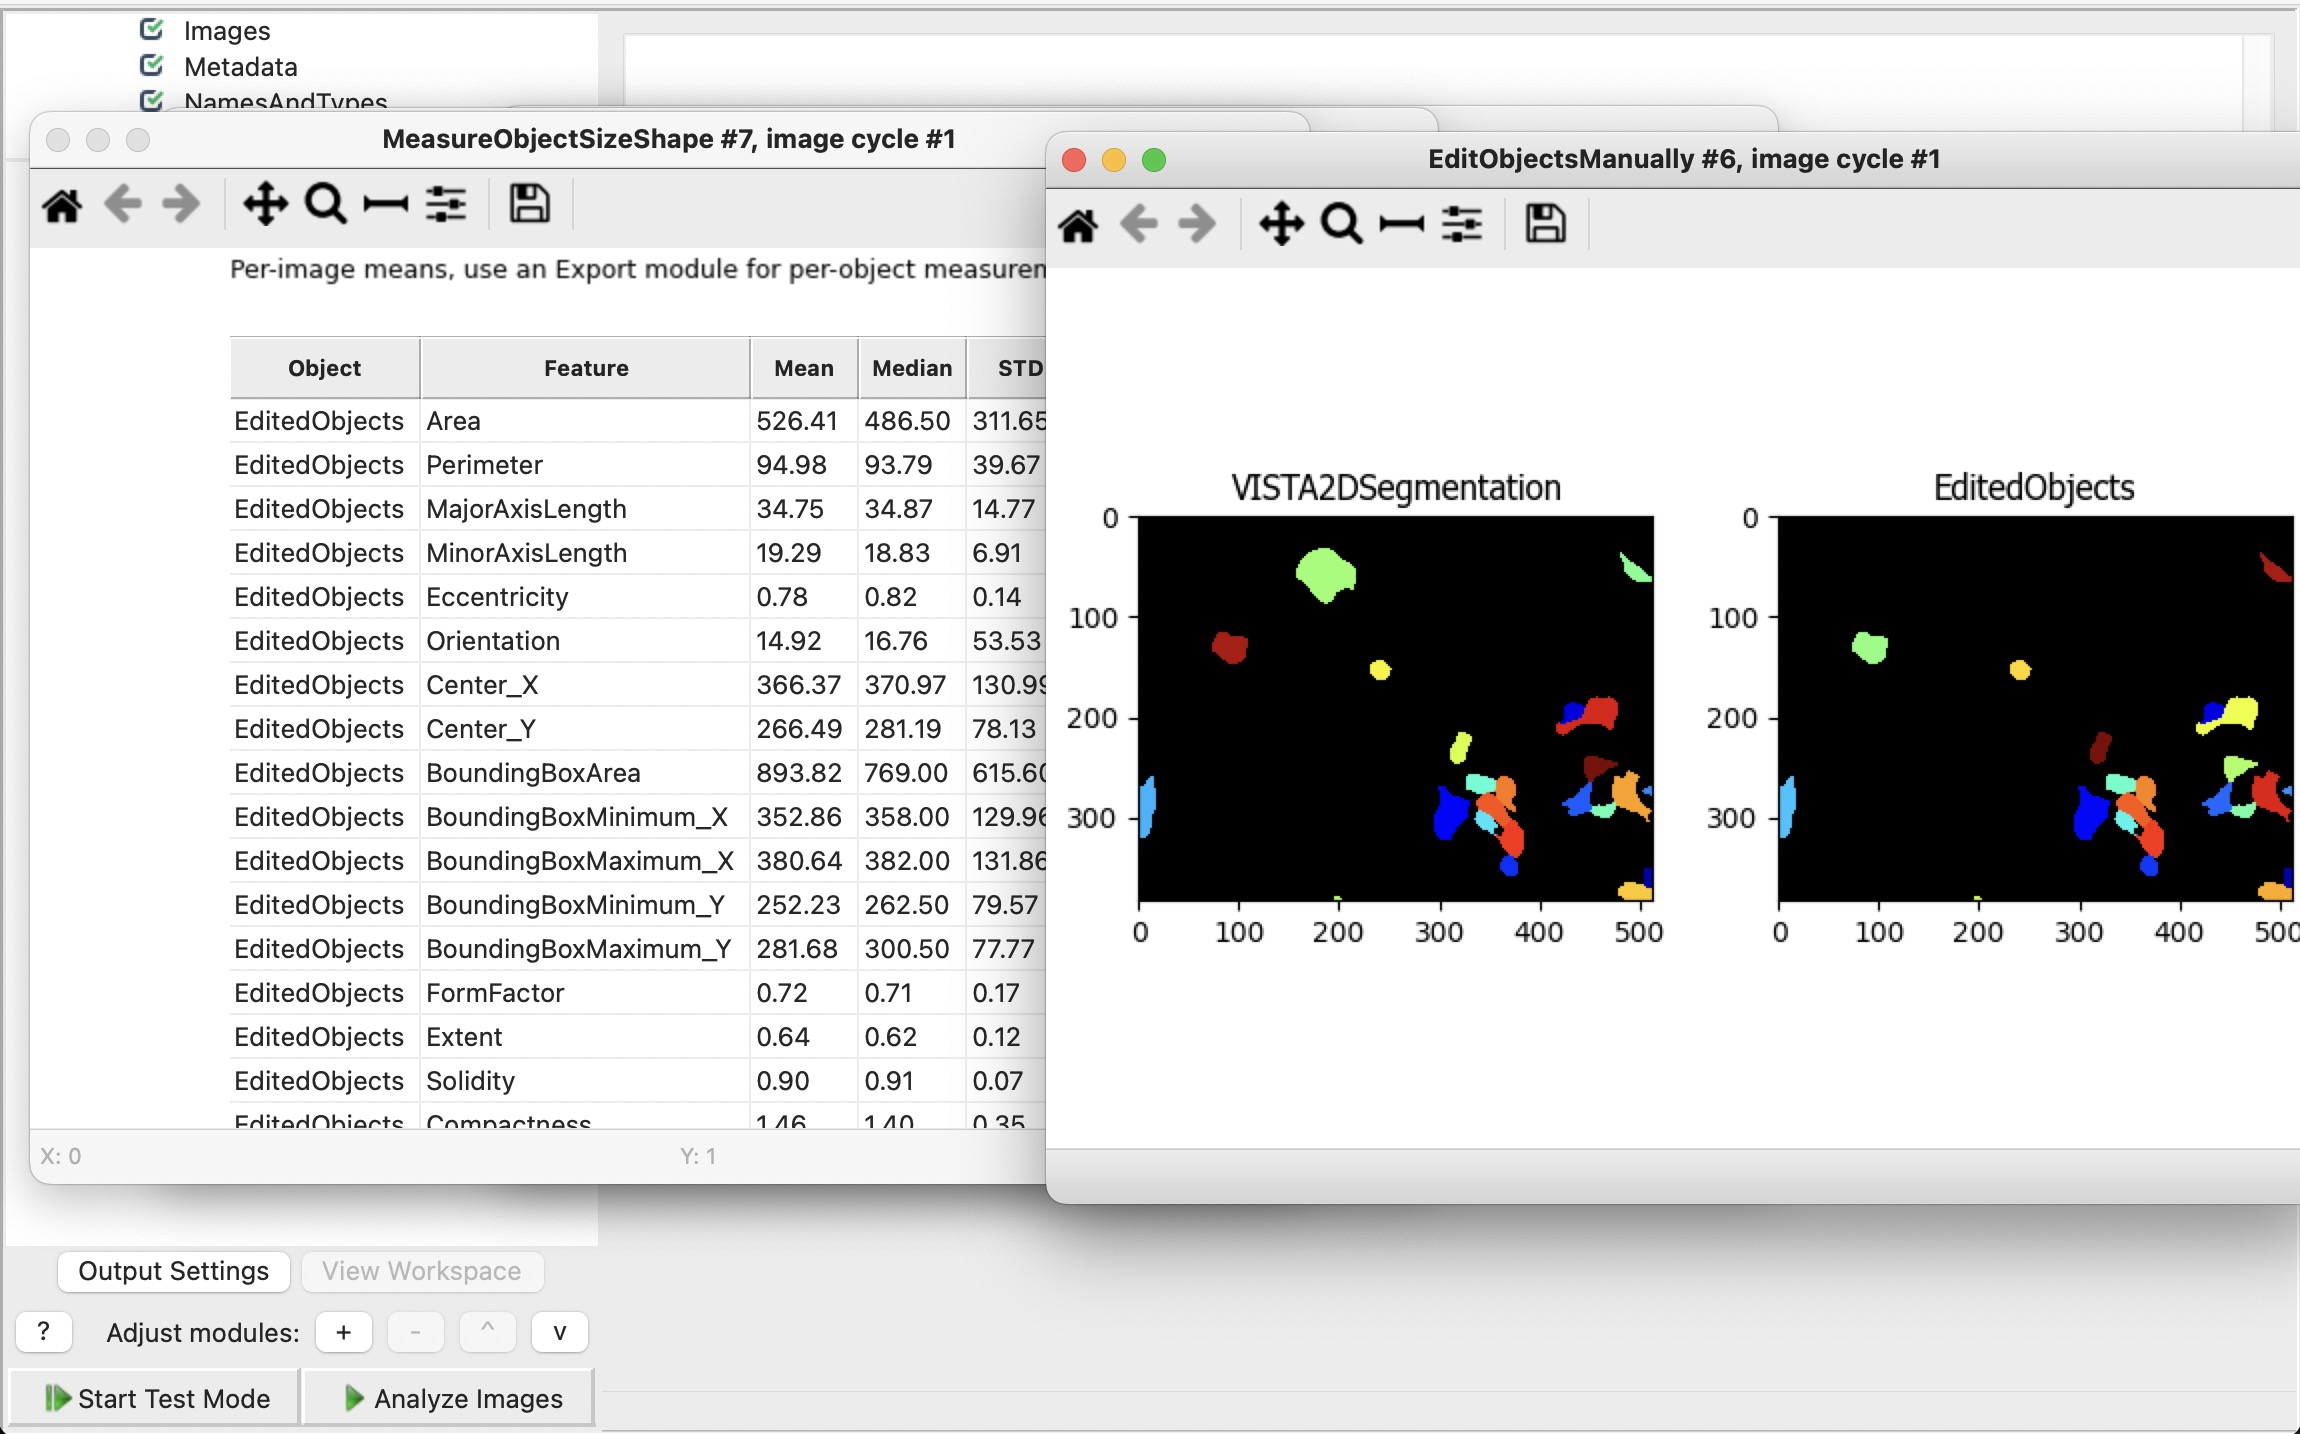 Images
Metadata
NamesAndTypes
MeasureObjectSizeShape #7, image cycle #1
Per-image means, use an Export module for per-object measurem
Object Feature Mean Median STD
EditedObjects Area 526.41 486.50 311.65
EditedObjects Perimeter 94.98 93.79 39.67
EditedObjects MajorAxisLength 34.75 34.87 14.77
EditedObjects MinorAxisLength 19.29 18.83 6.91
EditedObjects Eccentricity 0.78 0.82 0.14
EditedObjects Orientation 14.92 16.76 53.53
EditedObjects Center_X 366.37 370.97 130.99
EditedObjects Center_Y 266.49 281.19 78.13
EditedObjects BoundingBoxArea 893.82 769.00 615.60
EditedObjects BoundingBoxMinimum_X 352.86 358.00 129.96
EditedObjects BoundingBoxMaximum_X 380.64 382.00 131.86
EditedObjects BoundingBoxMinimum_Y 252.23 262.50 79.57
EditedObjects BoundingBoxMaximum_Y 281.68 300.50 77.77
EditedObjects FormFactor 0.72 0.71 0.17
EditedObjects Extent 0.64 0.62 0.12
EditedObjects Solidity 0.90 0.91 0.07
EditedObjects Compactness 1.46 1.40 0.35
X: 0 Y: 1
EditObjectsManually #6, image cycle #1
VISTA2DSegmentation
0
100
200
300
0 100 200 300 400 500
EditedObjects
0
100
200
300
0 100 200 300 400 500
Output Settings View Workspace
? Adjust modules: + - ^ v
Start Test Mode Analyze Images